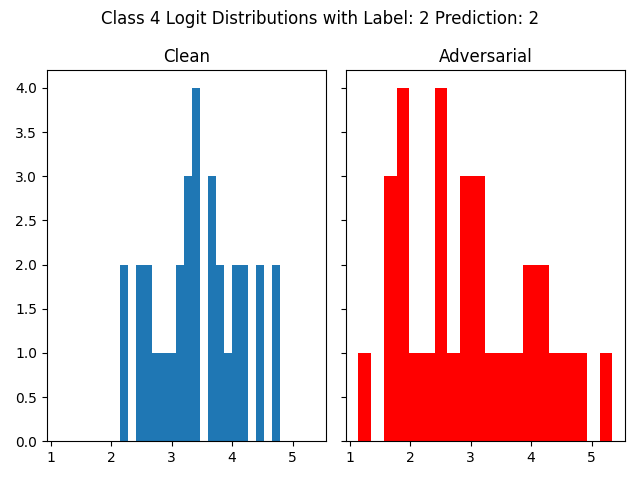 Class 4 Logit Distributions with Label: 2 Prediction: 2
Clean
Adversarial
4.0
3.5
3.0
2.5
2.0
1.5
1.0
0.5
0.0
1 2 3 4 5
1 2 3 4 5